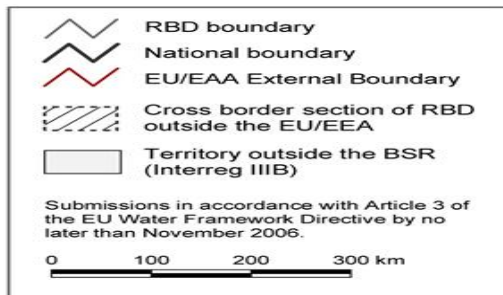 RBD boundary
National boundary
EU/EAA External Boundary
Cross border section of RBD
outside the EU/EEA
Territory outside the BSR
(Interreg IIIB)
Submissions in accordance with Article 3 of
the EU Water Framework Directive by no
later than November 2006.
0 100 200 300 km